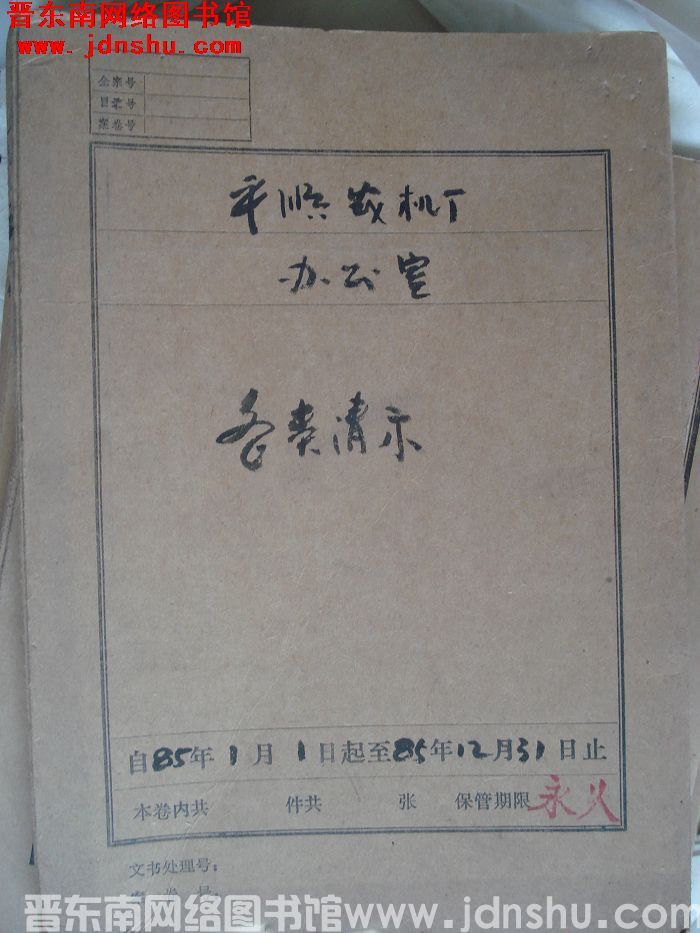 晋东南网络图书馆
www.jdnshu.com
全宗号
目录号
案卷号
平顺农机厂
办公室
各类请示
自85年1月1日起至85年12月31日止
本卷内共 件共 张 保管期限永久
文书处理号：
案 卷 号：
晋东南网络图书馆www.jdnshu.com